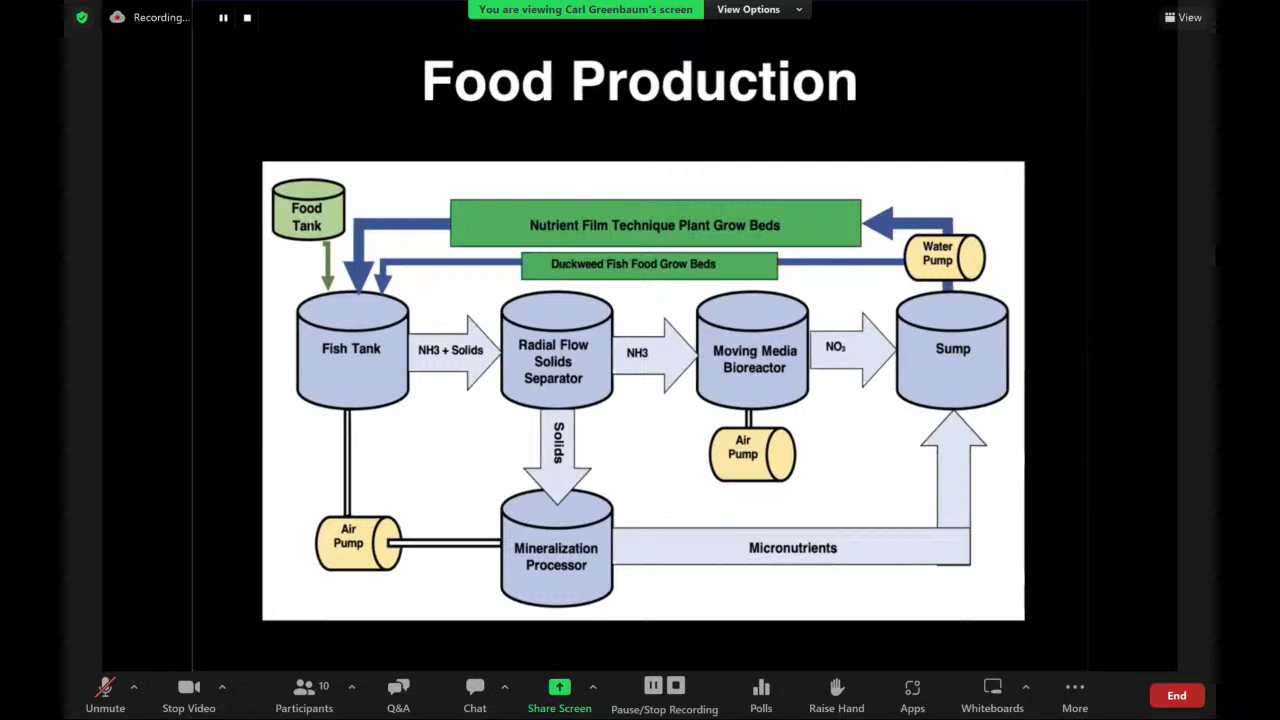 You are viewing Carl Greenbaum's screen
View Options
Recording...
View
Food Production
Food
Tank
Nutrient Film Technique Plant Grow Beds
Duckweed Fish Food Grow Beds
Water
Pump
Fish Tank
NH3 + Solids
Radial Flow
Solids
Separator
NH3
Moving Media
Bioreactor
NO₃
Sump
Solids
Air
Pump
Air
Pump
Mineralization
Processor
Micronutrients
Unmute
Stop Video
10
Participants
Q&A
Chat
Share Screen
Pause/Stop Recording
Polls
Raise Hand
Apps
Whiteboards
More
End